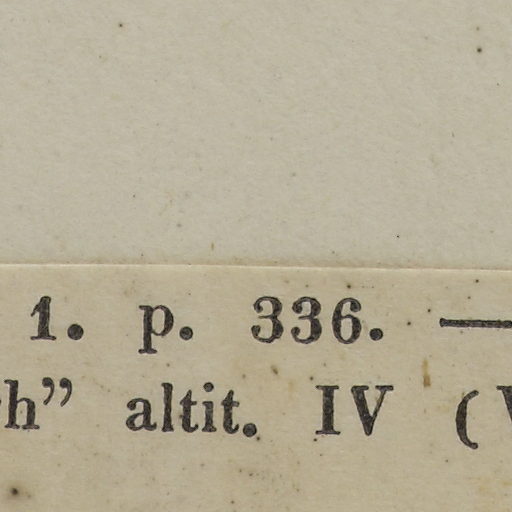 1. p. 336. —
h” altit. IV (